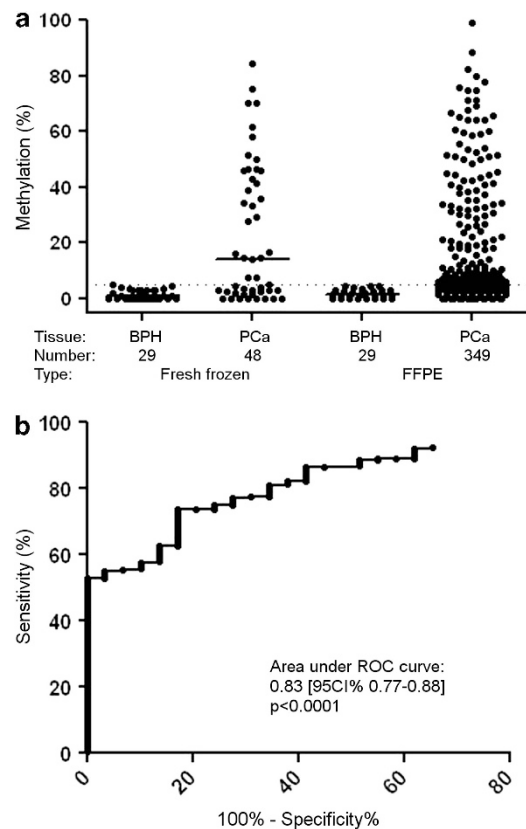 a
Methylation (%)
100
80
60
40
20
0
Tissue: BPH PCa BPH PCa
Number: 29 48 29 349
Type: Fresh frozen FFPE
b
Sensitivity (%)
100
80
60
40
20
0
Area under ROC curve:
0.83 [95CI% 0.77-0.88]
p<0.0001
0 20 40 60 80
100% - Specificity%